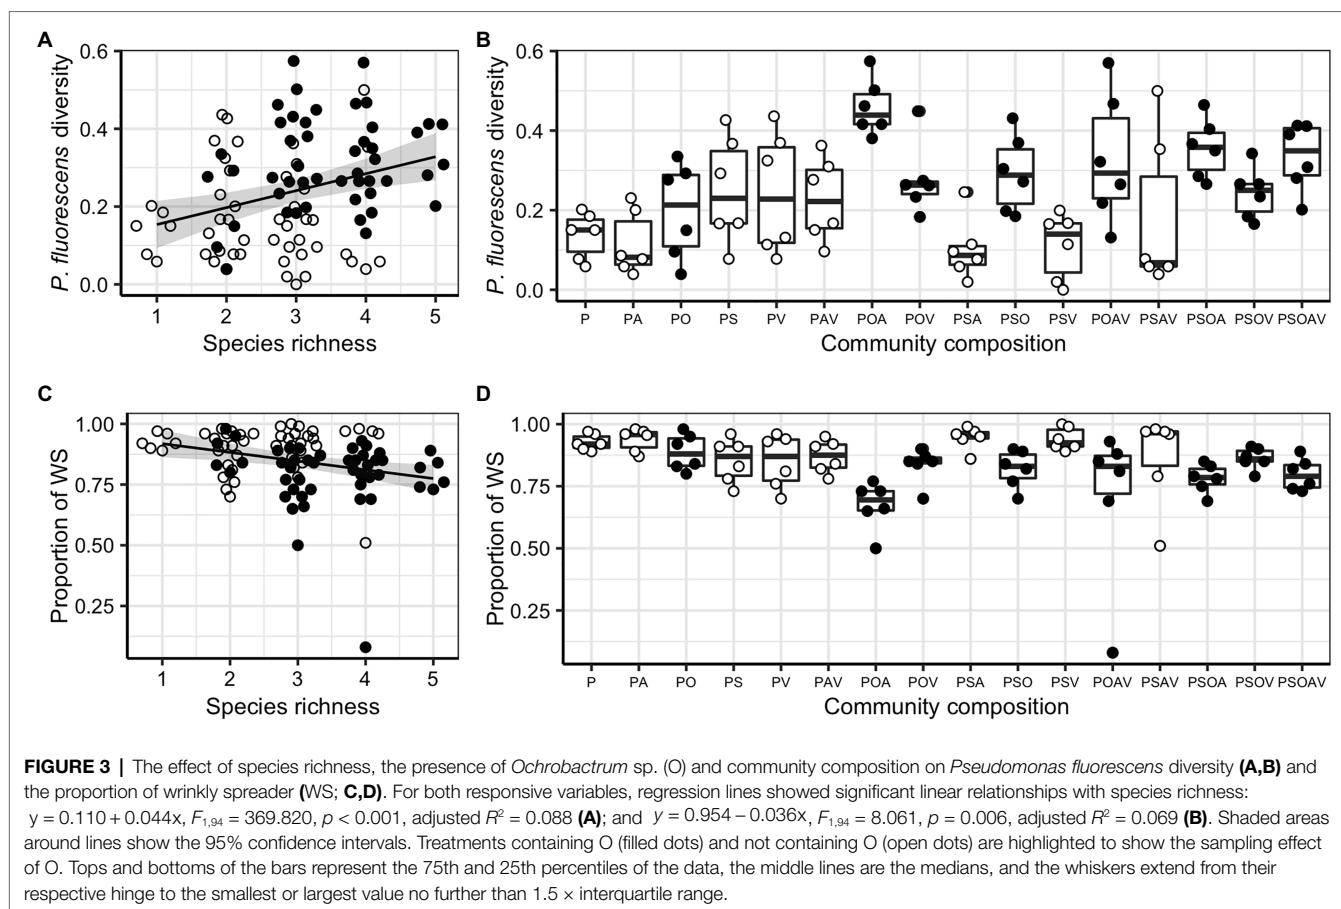 A
P. fluorescens diversity
0.6
0.4
0.2
0.0
1 2 3 4 5
Species richness
B
P. fluorescens diversity
0.6
0.4
0.2
0.0
P PA PO PS PV PAV POA POV PSA PSO PSV POAV PSAV PSOA PSOV PSOAV
Community composition
C
Proportion of WS
1.00
0.75
0.50
0.25
1 2 3 4 5
Species richness
D
Proportion of WS
1.00
0.75
0.50
0.25
P PA PO PS PV PAV POA POV PSA PSO PSV POAV PSAV PSOA PSOV PSOAV
Community composition
FIGURE 3 | The effect of species richness, the presence of Ochrobactrum sp. (O) and community composition on Pseudomonas fluorescens diversity (A,B) and
the proportion of wrinkly spreader (WS; C,D). For both responsive variables, regression lines showed significant linear relationships with species richness:
y = 0.110 + 0.044x, F1,94 = 369.820, p < 0.001, adjusted R² = 0.088 (A); and y = 0.954 – 0.036x, F1,94 = 8.061, p = 0.006, adjusted R² = 0.069 (B). Shaded areas
around lines show the 95% confidence intervals. Treatments containing O (filled dots) and not containing O (open dots) are highlighted to show the sampling effect
of O. Tops and bottoms of the bars represent the 75th and 25th percentiles of the data, the middle lines are the medians, and the whiskers extend from their
respective hinge to the smallest or largest value no further than 1.5 × interquartile range.